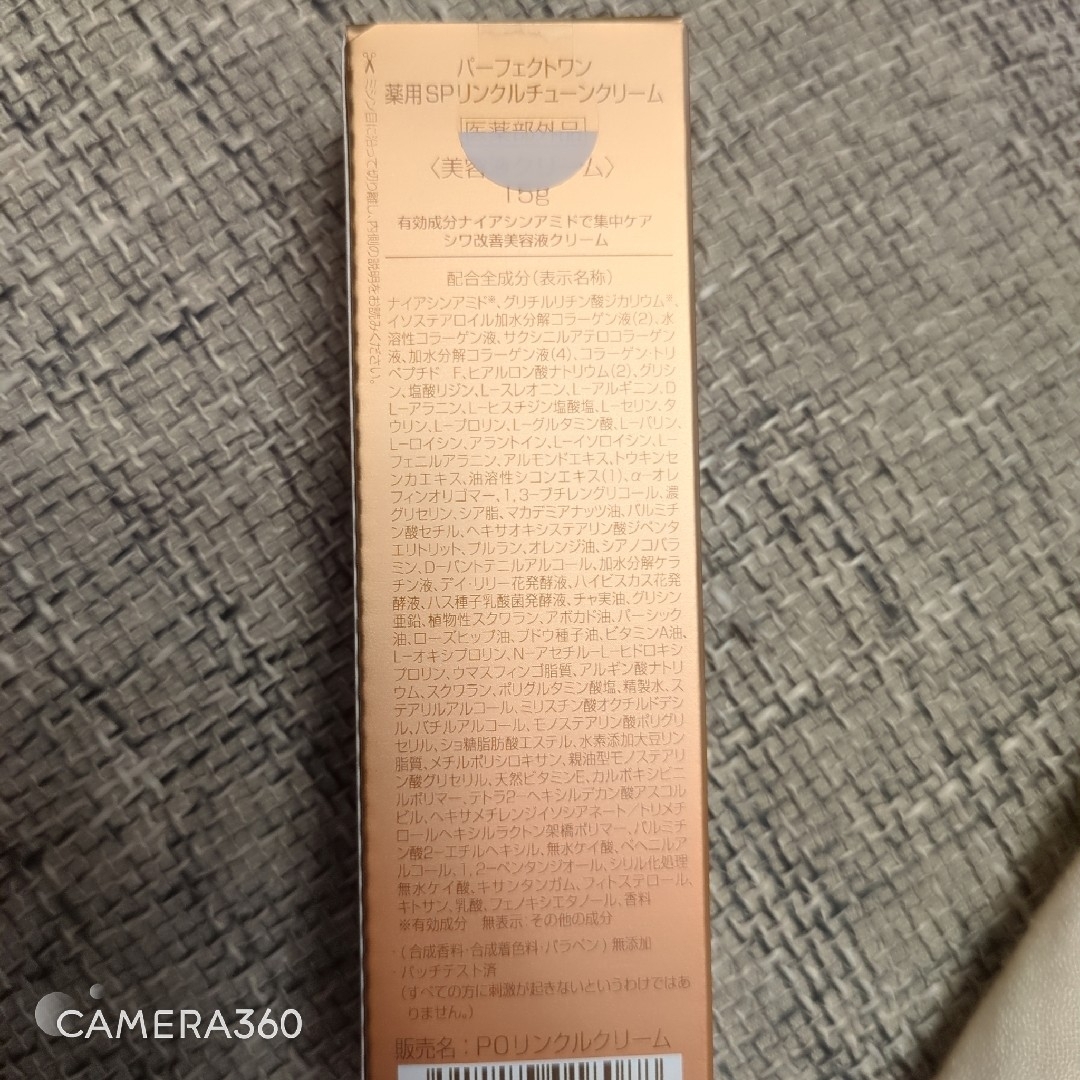 パーフェクトワン
薬用SPリンクルチューンクリーム
医薬部外品
〈美容 ム〉
15g
有効成分ナイアシンアミドで集中ケア
シワ改善美容液クリーム
配合全成分(表示名称)
ナイアシンアミド※、グリチルリチン酸ジカリウム※、
イソステアロイル加水分解コラーゲン液(2)、水
溶性コラーゲン液、サクシニルアテロコラーゲン
液、加水分解コラーゲン液(4)、コラーゲン・トリ
ペプチド F、ヒアルロン酸ナトリウム(2)、グリシ
ン、塩酸リジン、L-スレオニン、L-アルギニン、D
L-アラニン、L-ヒスチジン塩酸塩、L-セリン、タ
ウリン、L-プロリン、L-グルタミン酸、L-バリン、
L-ロイシン、アラントイン、L-イソロイシン、L-
フェニルアラニン、アルモンドエキス、トウキンセ
ンカエキス、油溶性シコンエキス(1)、α-オレ
フィンオリゴマー、1,3-ブチレングリコール、濃
グリセリン、シア脂、マカデミアナッツ油、パルミチ
ン酸セチル、ヘキサオキシステアリン酸ジペンタ
エリトリット、プルラン、オレンジ油、シアノコバラ
ミン、D-パントテニルアルコール、加水分解ケラ
チン液、デイ・リリー花発酵液、ハイビスカス花発
酵液、ハス種子乳酸菌発酵液、チャ実油、グリシン
亜鉛、植物性スクワラン、アボカド油、パーシック
油、ローズヒップ油、ブドウ種子油、ビタミンA油、
L-オキシプロリン、N-アセチル-L-ヒドロキシ
プロリン、ウマスフィンゴ脂質、アルギン酸ナトリ
ウム、スクワラン、ポリグルタミン酸塩、精製水、ス
テアリルアルコール、ミリスチン酸オクチルドデシ
ル、バチルアルコール、モノステアリン酸ポリグリ
セリル、ショ糖脂肪酸エステル、水素添加大豆リン
脂質、メチルポリシロキサン、親油型モノステアリ
ン酸グリセリル、天然ビタミンE、カルボキシビニ
ルポリマー、テトラ2-ヘキシルデカン酸アスコル
ビル、ヘキサメチレンジイソシアネート/トリメチ
ロールヘキシルラクトン架橋ポリマー、パルミチ
ン酸2-エチルヘキシル、無水ケイ酸、ベヘニルア
ルコール、1,2-ペンタンジオール、シリル化処理
無水ケイ酸、キサンタンガム、フィトステロール、
キトサン、乳酸、フェノキシエタノール、香料
※有効成分 無表示:その他の成分
・(合成香料・合成着色料・パラベン)無添加
・パッチテスト済
(すべての方に刺激が起きないというわけではあ
りません。)
販売名:POリンクルクリーム
ミシン目に沿って切り離し、内側の説明をお読みください。
CAMERA360